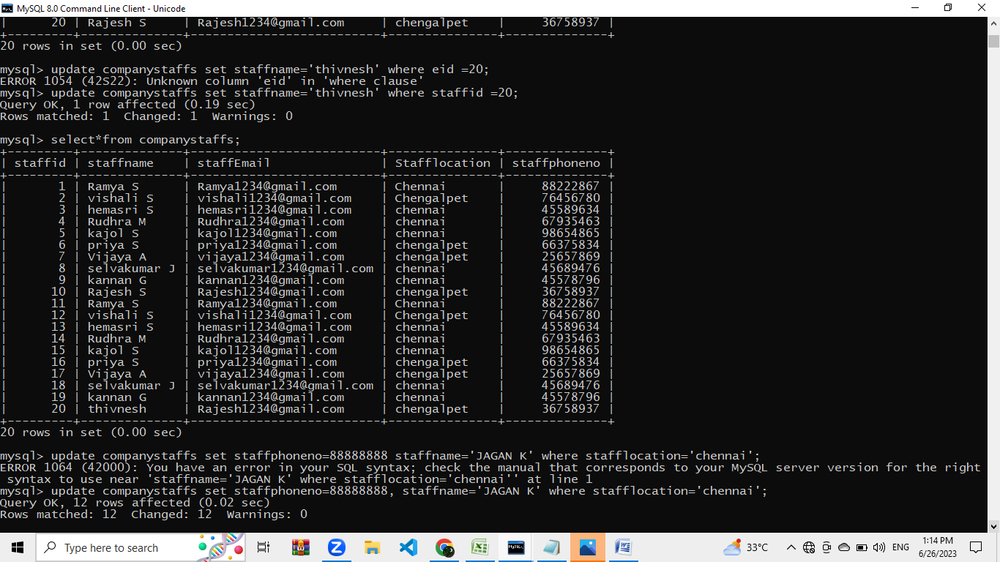 MySQL 8.0 Command Line Client - Unicode
|      20 | Rajesh S     | Rajesh1234@gmail.com     | chengalpet    |     36758937 |
+---------+--------------+--------------------------+---------------+--------------+
20 rows in set (0.00 sec)
mysql> update companystaffs set staffname='thivnesh' where eid =20;
ERROR 1054 (42S22): Unknown column 'eid' in 'where clause'
mysql> update companystaffs set staffname='thivnesh' where staffid =20;
Query OK, 1 row affected (0.19 sec)
Rows matched: 1  Changed: 1  Warnings: 0
mysql> select*from companystaffs;
+---------+--------------+--------------------------+---------------+--------------+
| staffid | staffname    | staffEmail               | Stafflocation | staffphoneno |
+---------+--------------+--------------------------+---------------+--------------+
|       1 | Ramya S      | Ramya1234@gmail.com      | Chennai       |     88222867 |
|       2 | vishali S    | vishali1234@gmail.com    | Chengalpet    |     76456780 |
|       3 | hemasri S    | hemasri1234@gmail.com    | chennai       |     45589634 |
|       4 | Rudhra M     | Rudhra1234@gmail.com     | chennai       |     67935463 |
|       5 | kajol S      | kajol1234@gmail.com      | chennai       |     98654865 |
|       6 | priya S      | priya1234@gmail.com      | chengalpet    |     66375834 |
|       7 | Vijaya A     | vijaya1234@gmail.com     | chengalpet    |     25657869 |
|       8 | selvakumar J | selvakumar1234@gmail.com | chennai       |     45689476 |
|       9 | kannan G     | kannan1234@gmail.com     | chennai       |     45578796 |
|      10 | Rajesh S     | Rajesh1234@gmail.com     | chengalpet    |     36758937 |
|      11 | Ramya S      | Ramya1234@gmail.com      | Chennai       |     88222867 |
|      12 | vishali S    | vishali1234@gmail.com    | Chengalpet    |     76456780 |
|      13 | hemasri S    | hemasri1234@gmail.com    | chennai       |     45589634 |
|      14 | Rudhra M     | Rudhra1234@gmail.com     | chennai       |     67935463 |
|      15 | kajol S      | kajol1234@gmail.com      | chennai       |     98654865 |
|      16 | priya S      | priya1234@gmail.com      | chengalpet    |     66375834 |
|      17 | Vijaya A     | vijaya1234@gmail.com     | chengalpet    |     25657869 |
|      18 | selvakumar J | selvakumar1234@gmail.com | chennai       |     45689476 |
|      19 | kannan G     | kannan1234@gmail.com     | chennai       |     45578796 |
|      20 | thivnesh     | Rajesh1234@gmail.com     | chengalpet    |     36758937 |
+---------+--------------+--------------------------+---------------+--------------+
20 rows in set (0.00 sec)
mysql> update companystaffs set staffphoneno=88888888 staffname='JAGAN K' where stafflocation='chennai';
ERROR 1064 (42000): You have an error in your SQL syntax; check the manual that corresponds to your MySQL server version for the right
 syntax to use near 'staffname='JAGAN K' where stafflocation='chennai'' at line 1
mysql> update companystaffs set staffphoneno=88888888, staffname='JAGAN K' where stafflocation='chennai';
Query OK, 12 rows affected (0.02 sec)
Rows matched: 12  Changed: 12  Warnings: 0
Type here to search
33°C
ENG
1:14 PM
6/26/2023